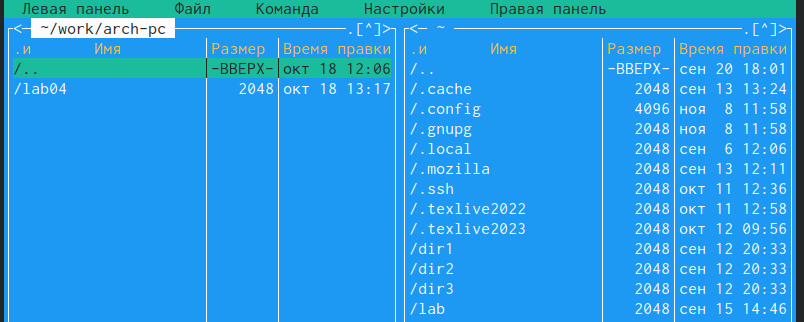 Левая панель Файл Команда Настройки Правая панель
<— ~/work/arch-pc .[^]>
.и Имя Размер Время правки
/.. -ВВЕРХ- окт 18 12:06
/lab04 2048 окт 18 13:17
<— ~ .[^]>
.и Имя Размер Время правки
/.. -ВВЕРХ- сен 20 18:01
/.cache 2048 сен 13 13:24
/.config 4096 ноя 8 11:58
/.gnupg 2048 ноя 8 11:58
/.local 2048 сен 6 12:06
/.mozilla 2048 сен 13 12:11
/.ssh 2048 окт 11 12:36
/.texlive2022 2048 окт 11 12:58
/.texlive2023 2048 окт 12 09:56
/dir1 2048 сен 12 20:33
/dir2 2048 сен 12 20:33
/dir3 2048 сен 12 20:33
/lab 2048 сен 15 14:46